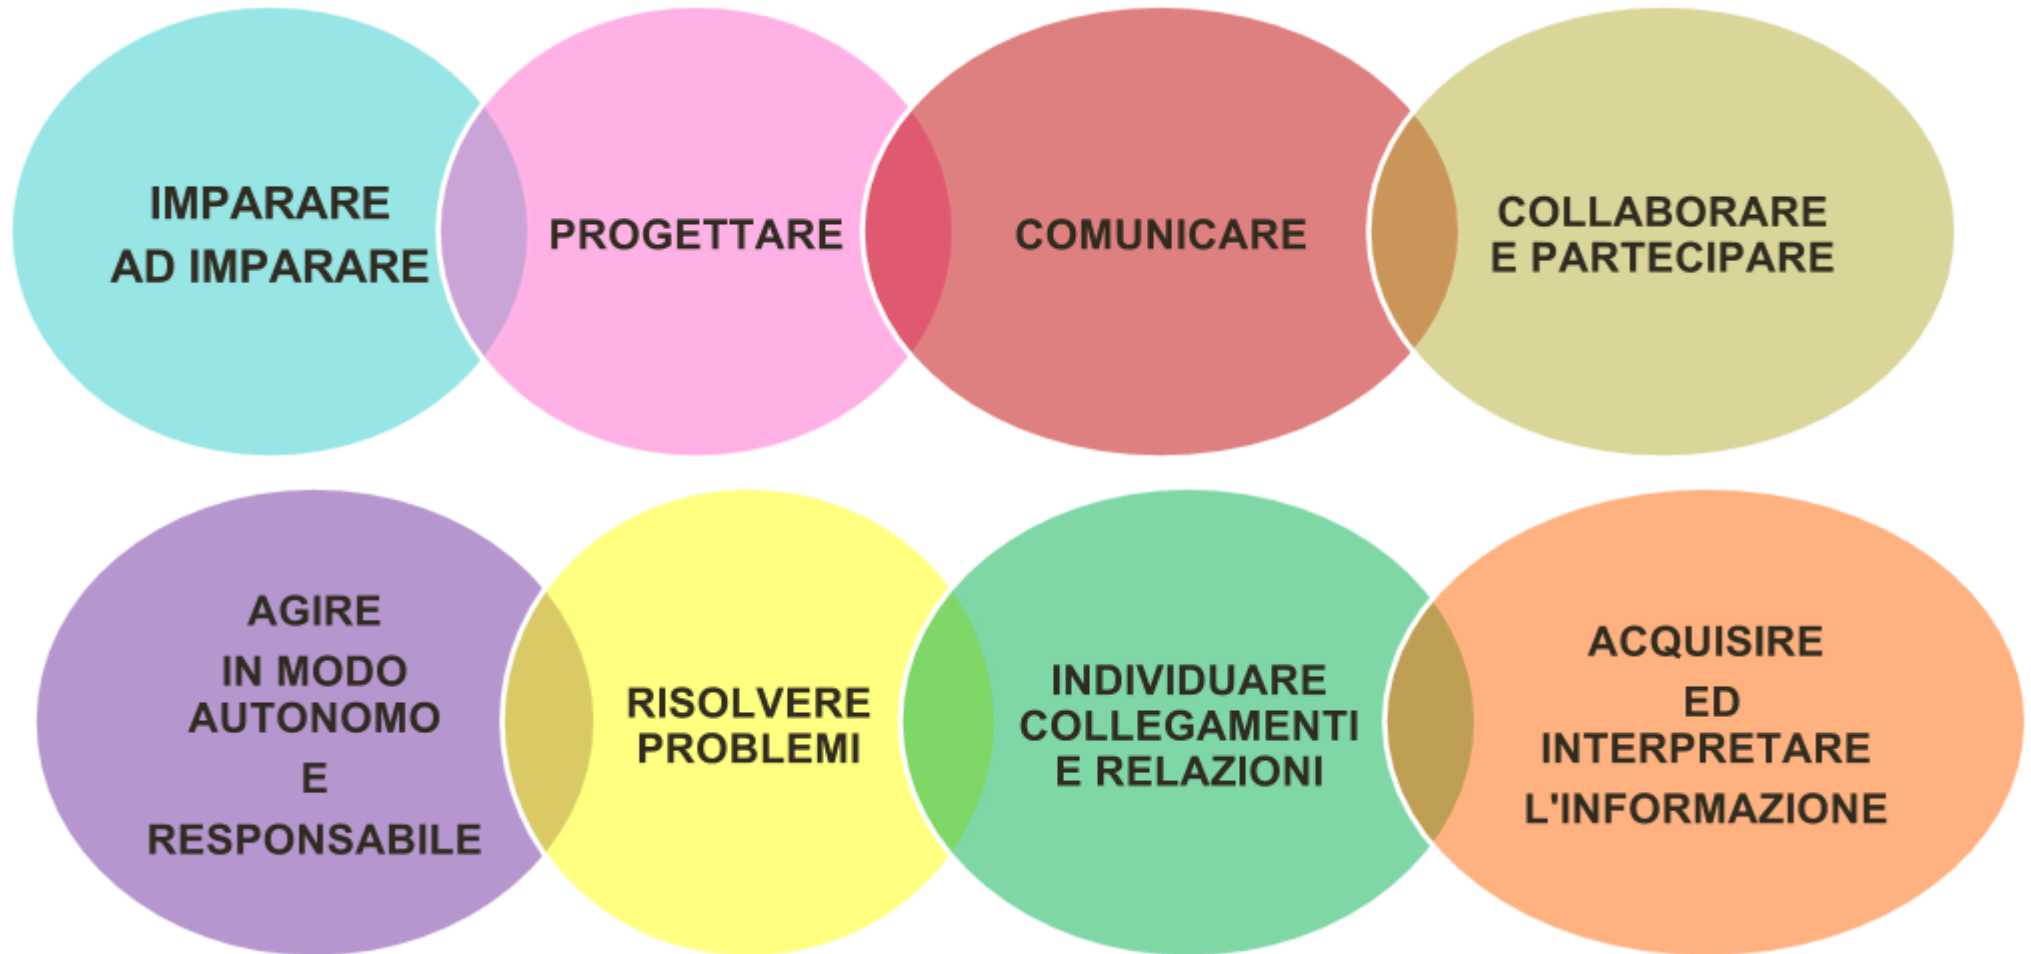 IMPARARE
AD IMPARARE
PROGETTARE
COMUNICARE
COLLABORARE
E PARTECIPARE
AGIRE
IN MODO
AUTONOMO
E
RESPONSABILE
RISOLVERE
PROBLEMI
INDIVIDUARE
COLLEGAMENTI
E RELAZIONI
ACQUISIRE
ED
INTERPRETARE
L'INFORMAZIONE